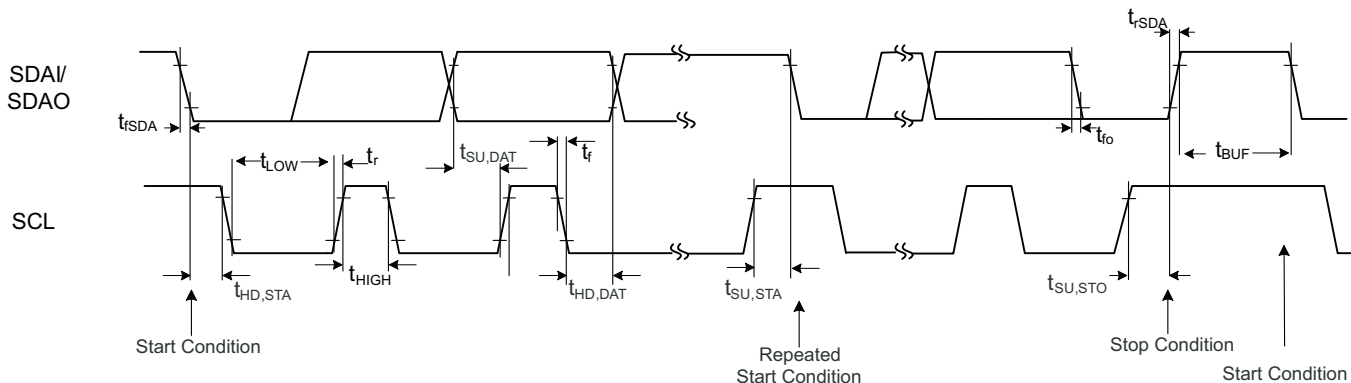 trSDA
SDAI/
SDAO
tfSDA
tLOW
tr
tSU,DAT
tf
tfo
tBUF
SCL
tHD,STA
tHIGH
tHD,DAT
tSU,STA
tSU,STO
Start Condition
Repeated
Start Condition
Stop Condition
Start Condition